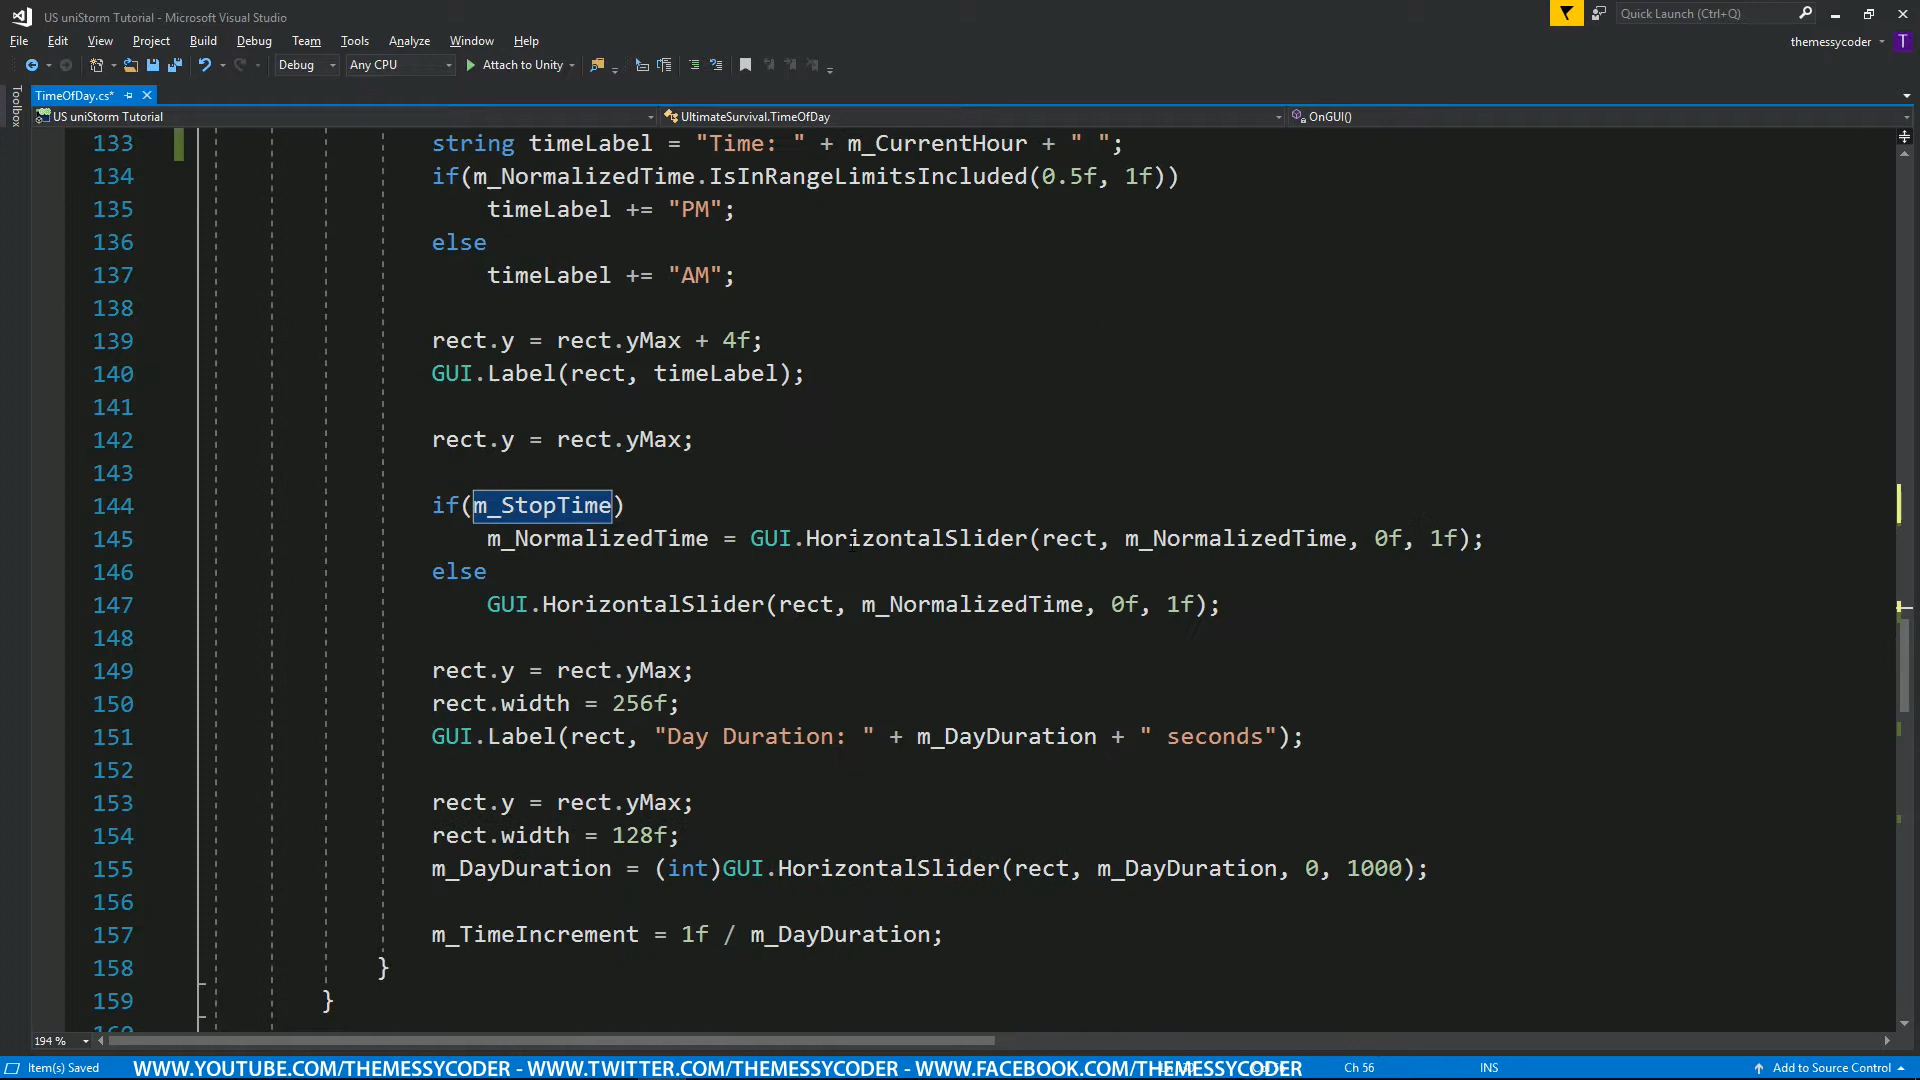 US uniStorm Tutorial - Microsoft Visual Studio
Quick Launch (Ctrl+Q)
File Edit View Project Build Debug Team Tools Analyze Window Help
themessycoder T
Debug Any CPU Attach to Unity
Toolbox
TimeOfDay.cs*
US uniStorm Tutorial UltimateSurvival.TimeOfDay OnGUI()
133 string timeLabel = "Time: " + m_CurrentHour + " ";
134 if(m_NormalizedTime.IsInRangeLimitsIncluded(0.5f, 1f))
135 timeLabel += "PM";
136 else
137 timeLabel += "AM";
138
139 rect.y = rect.yMax + 4f;
140 GUI.Label(rect, timeLabel);
141
142 rect.y = rect.yMax;
143
144 if(m_StopTime)
145 m_NormalizedTime = GUI.HorizontalSlider(rect, m_NormalizedTime, 0f, 1f);
146 else
147 GUI.HorizontalSlider(rect, m_NormalizedTime, 0f, 1f);
148
149 rect.y = rect.yMax;
150 rect.width = 256f;
151 GUI.Label(rect, "Day Duration: " + m_DayDuration + " seconds");
152
153 rect.y = rect.yMax;
154 rect.width = 128f;
155 m_DayDuration = (int)GUI.HorizontalSlider(rect, m_DayDuration, 0, 1000);
156
157 m_TimeIncrement = 1f / m_DayDuration;
158 }
159 }
194 %
Item(s) Saved WWW.YOUTUBE.COM/THEMESSYCODER - WWW.TWITTER.COM/THEMESSYCODER - WWW.FACEBOOK.COM/THEMESSYCODER Ch 56 INS Add to Source Control